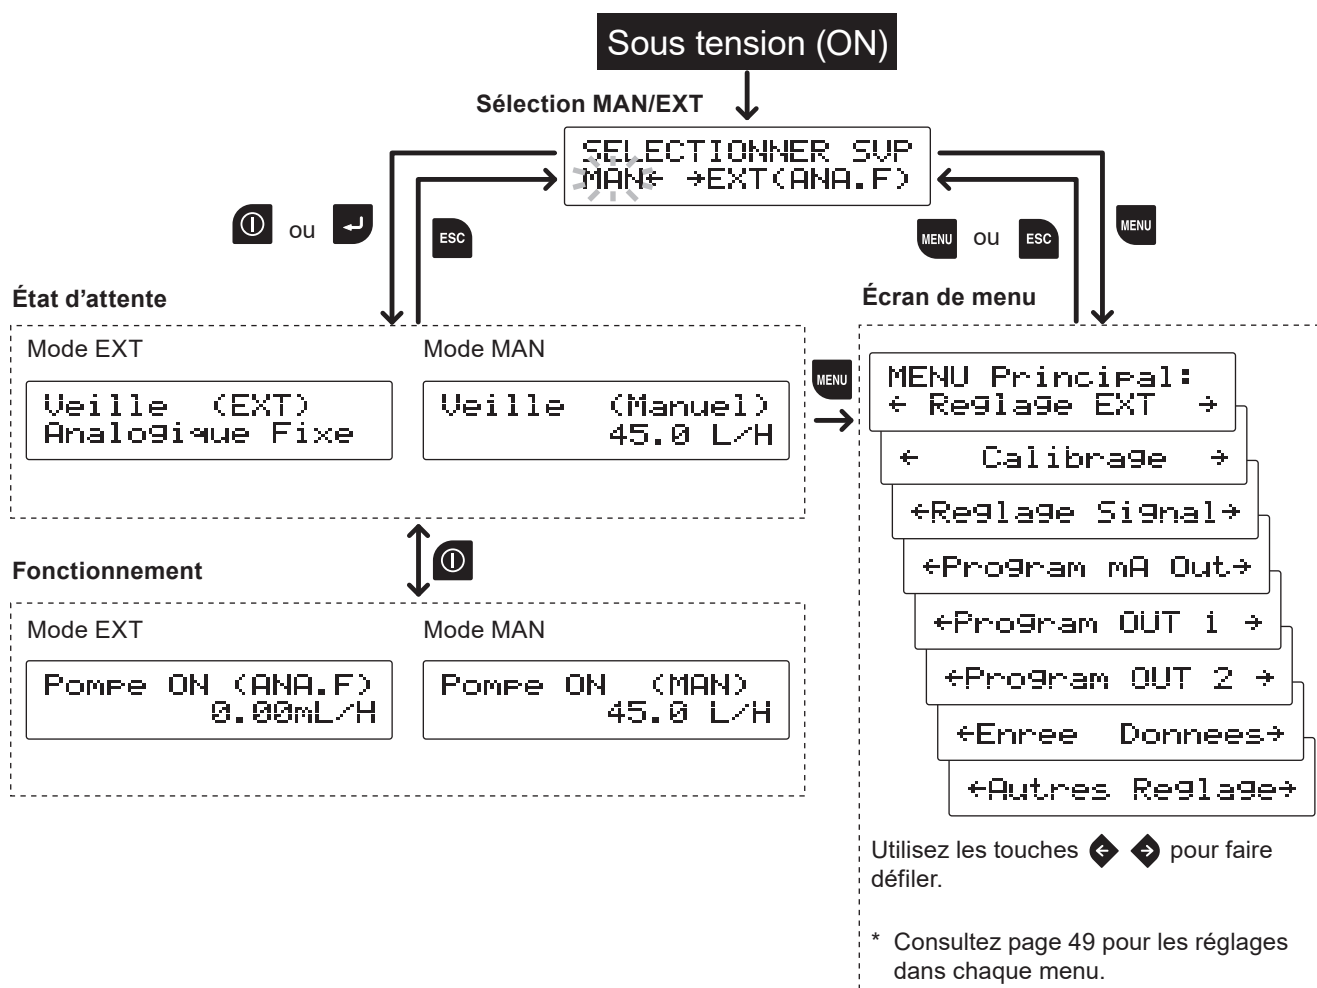 Sous tension (ON)
Sélection MAN/EXT
SELECTIONNER SVP
MAN← →EXT(ANA.F)
ou
ESC
MENU ou ESC
MENU
État d’attente
Mode EXT
Veille (EXT)
Analogique Fixe
Mode MAN
Veille (Manuel)
45.0 L/H
MENU
Fonctionnement
Mode EXT
Pompe ON (ANA.F)
0.00mL/H
Mode MAN
Pompe ON (MAN)
45.0 L/H
Écran de menu
MENU Principal:
← Reglage EXT →
← Calibrage →
←Reglage Signal→
←Program mA Out→
←Program OUT 1 →
←Program OUT 2 →
←Enree Donnees→
←Autres Reglage→
Utilisez les touches ← → pour faire
défiler.
* Consultez page 49 pour les réglages
dans chaque menu.